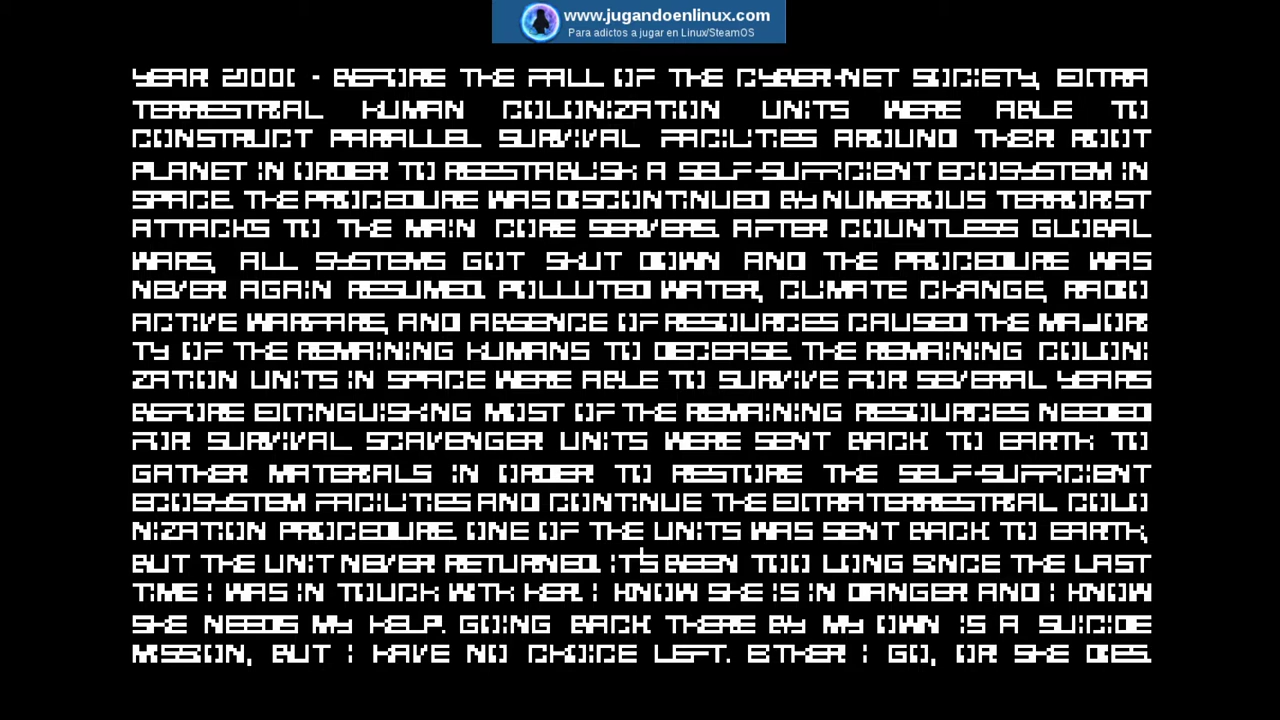 www.jugandoenlinux.com
Para adictos a jugar en Linux/SteamOS
YEAR 21000 - BEFORE THE FALL OF THE CYBER-NET SOCIETY, EXTRA
TERRESTRIAL HUMAN COLONIZATION UNITS WERE ABLE TO
CONSTRUCT PARALLEL SURVIVAL FACILITIES AROUND THEIR ROOT
PLANET IN ORDER TO REESTABLISH A SELF-SUFFICIENT ECOSYSTEM IN
SPACE. THE PROCEDURE WAS DISCONTINUED BY NUMEROUS TERRORIST
ATTACKS TO THE MAIN CORE SERVERS. AFTER COUNTLESS GLOBAL
WARS, ALL SYSTEMS GOT SHUT DOWN AND THE PROCEDURE WAS
NEVER AGAIN RESUMED. POLLUTED WATER, CLIMATE CHANGE, RADIO
ACTIVE WARFARE, AND ABSENCE OF RESOURCES CAUSED THE MAJORI
TY OF THE REMAINING HUMANS TO DECEASE. THE REMAINING COLONI
ZATION UNITS IN SPACE WERE ABLE TO SURVIVE FOR SEVERAL YEARS
BEFORE EXTINGUISHING MOST OF THE REMAINING RESOURCES NEEDED
FOR SURVIVAL. SCAVENGER UNITS WERE SENT BACK TO EARTH TO
GATHER MATERIALS IN ORDER TO RESTORE THE SELF-SUFFICIENT
ECOSYSTEM FACILITIES AND CONTINUE THE EXTRA TERRESTRIAL COLO
NIZATION PROCEDURE. ONE OF THE UNITS WAS SENT BACK TO EARTH,
BUT THE UNIT NEVER RETURNED. IT'S BEEN TOO LONG SINCE THE LAST
TIME I WAS IN TOUCH WITH HER. I KNOW SHE IS IN DANGER AND I KNOW
SHE NEEDS MY HELP. GOING BACK THERE BY MY OWN IS A SUICIDE
MISSION, BUT I HAVE NO CHOICE LEFT. EITHER I GO, OR SHE DIES.